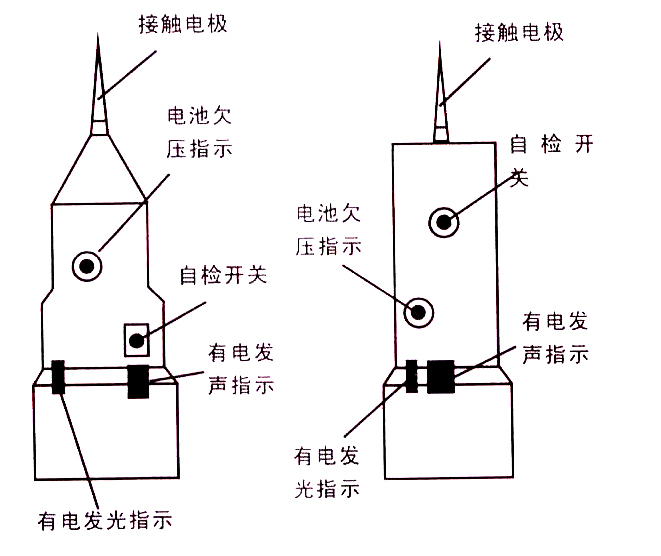 接触电极
电池欠
压指示
自检开关
有电发
声指示
有电发光指示
接触电极
自检开
关
电池欠
压指示
有电发
声指示
有电发
光指示